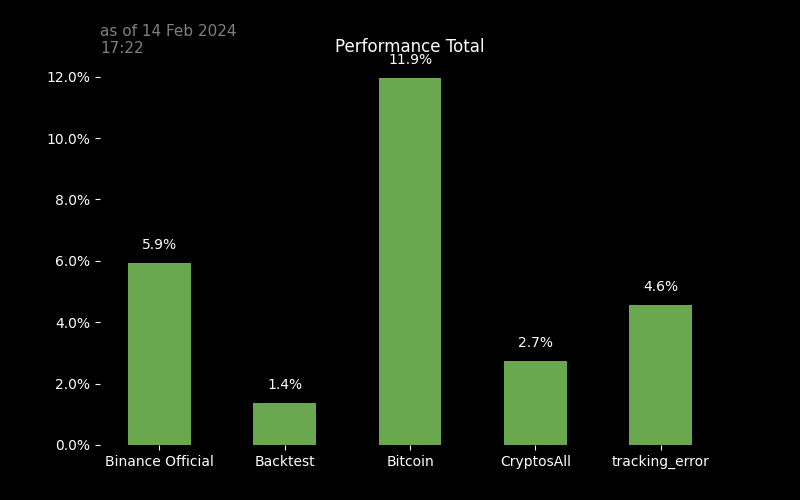 as of 14 Feb 2024
17:22
Performance Total
12.0%
10.0%
8.0%
6.0%
4.0%
2.0%
0.0%
5.9%
1.4%
11.9%
2.7%
4.6%
Binance Official
Backtest
Bitcoin
CryptosAll
tracking_error